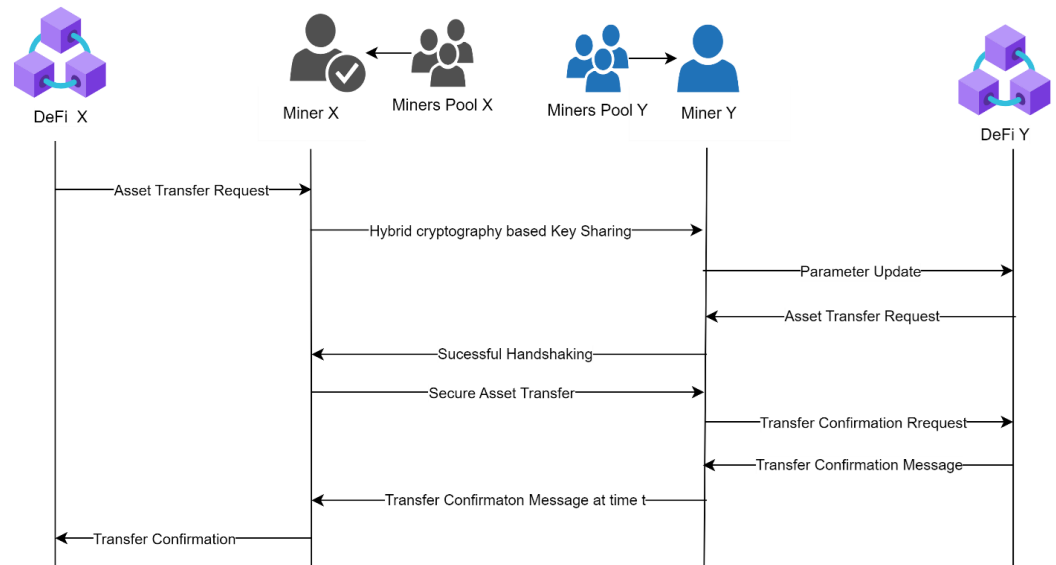 DeFi X
Miner X
Miners Pool X
Miners Pool Y
Miner Y
DeFi Y
Asset Transfer Request
Hybrid cryptography based Key Sharing
Parameter Update
Asset Transfer Request
Sucessful Handshaking
Secure Asset Transfer
Transfer Confirmation Rrequest
Transfer Confirmation Message
Transfer Confirmaton Message at time t
Transfer Confirmation